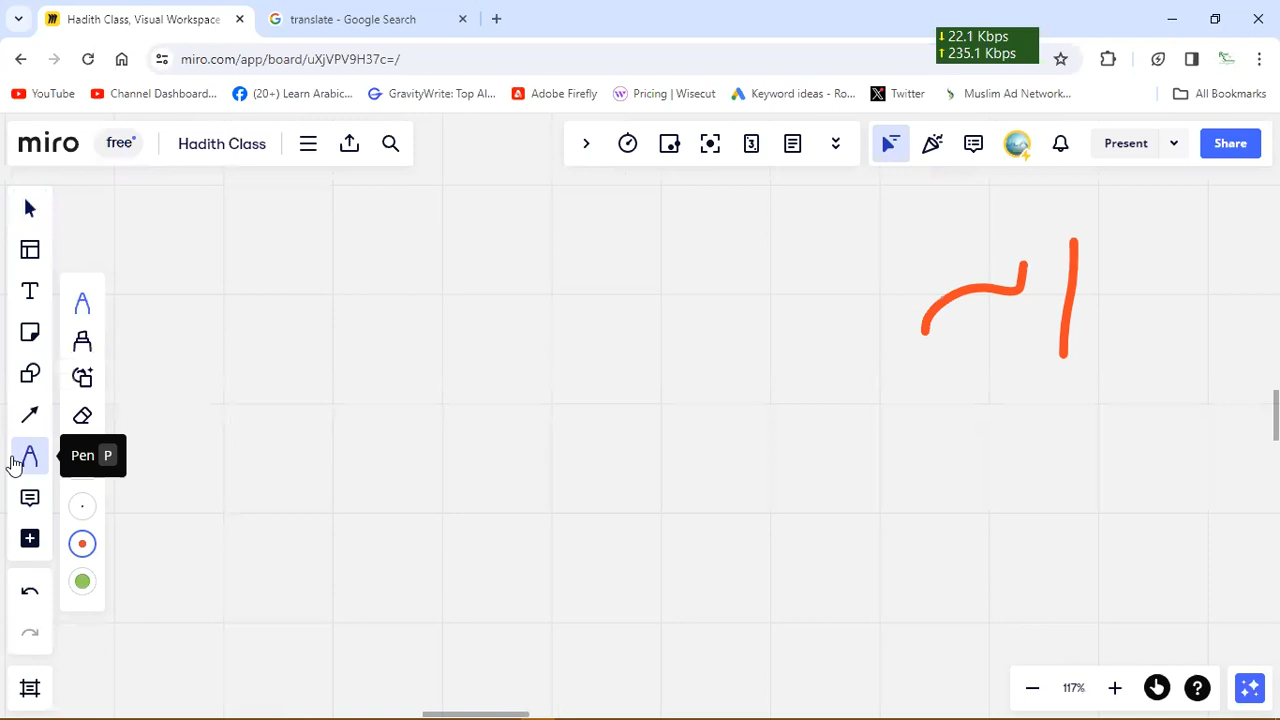 Hadith Class, Visual Workspace
translate - Google Search
22.1 Kbps
235.1 Kbps
miro.com/app/board/uXjVPV9H37c=/
YouTube
Channel Dashboard...
(20+) Learn Arabic...
GravityWrite: Top Al...
Adobe Firefly
Pricing | Wisecut
Keyword ideas - Ro...
Twitter
Muslim Ad Network...
All Bookmarks
miro
free
Hadith Class
3
Present
Share
Pen P
117%